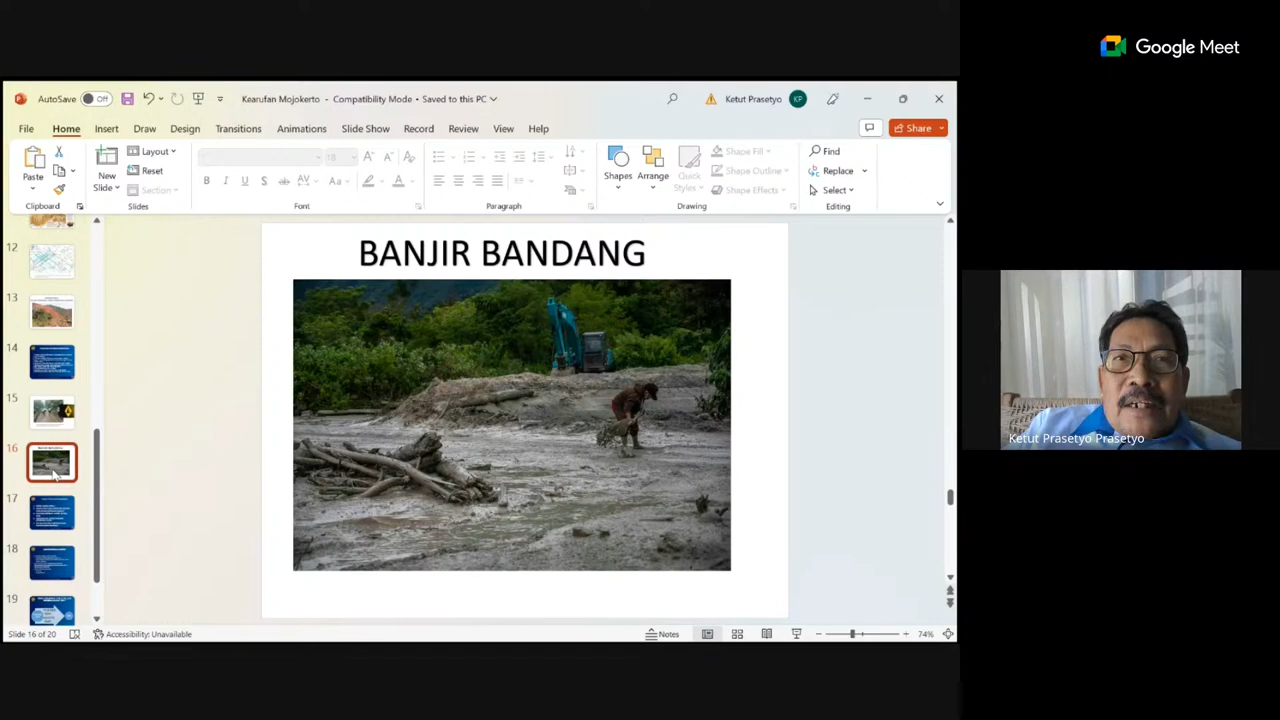 Google Meet
AutoSave Off
Kearufan Mojokerto - Compatibility Mode • Saved to this PC
Ketut Prasetyo KP
File Home Insert Draw Design Transitions Animations Slide Show Record Review View Help
Share
Paste
New
Slide
Layout
Reset
Section
18
Aa
Shapes
Arrange
Quick
Styles
Shape Fill
Shape Outline
Shape Effects
Find
Replace
Select
Clipboard Slides Font Paragraph Drawing Editing
12
13
14
15
16
17
18
19
BANJIR BANDANG
Ketut Prasetyo Prasetyo
Slide 16 of 20
Accessibility: Unavailable
Notes
74%